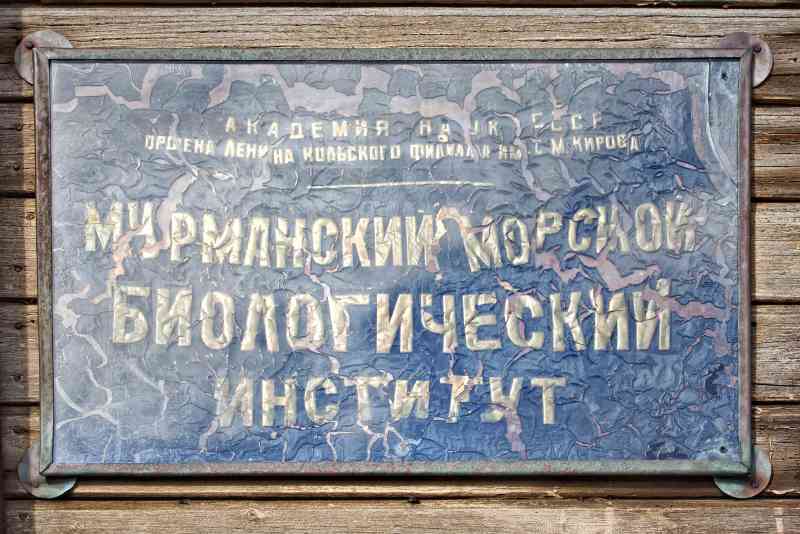 АКАДЕМИЯ НАУК СССР
ОРДЕНА ЛЕНИНА КОЛЬСКОГО ФИЛИАЛА ИМ. С.М.КИРОВА
МУРМАНСКИЙ МОРСКОЙ
БИОЛОГИЧЕСКИЙ
ИНСТИТУТ